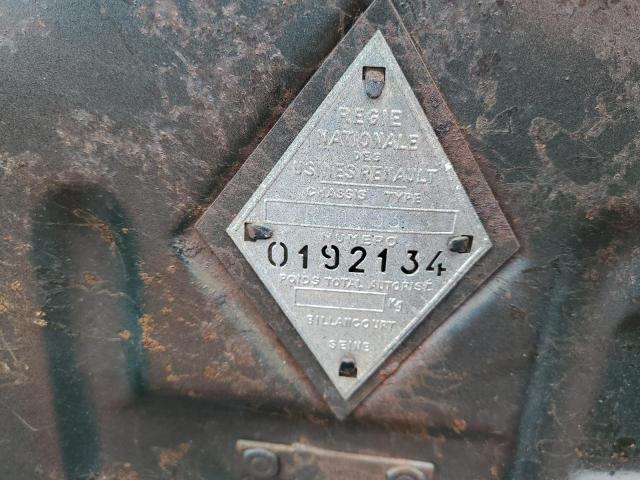 REGIE
NATIONALE
DES
USINES RENAULT
CHASSIS TYPE
NUMERO
0192134
POIDS TOTAL AUTORISÉ
KG
BILLANCOURT
SEINE